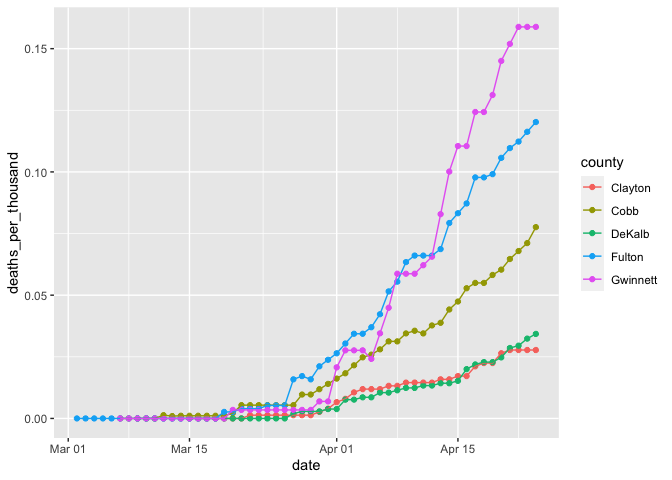 0.15
0.10
0.05
0.00
deaths_per_thousand
Mar 01
Mar 15
Apr 01
Apr 15
date
county
Clayton
Cobb
DeKalb
Fulton
Gwinnett